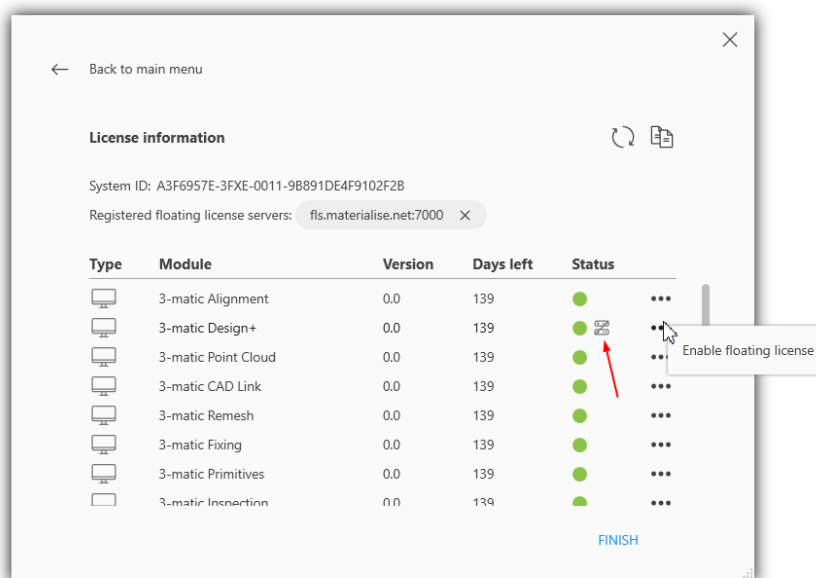 Back to main menu
License information
System ID: A3F6957E-3FXE-0011-9B891DE4F9102F2B
Registered floating license servers: fls.materialise.net:7000
Type Module Version Days left Status
3-matic Alignment 0.0 139
3-matic Design+ 0.0 139
Enable floating license
3-matic Point Cloud 0.0 139
3-matic CAD Link 0.0 139
3-matic Remesh 0.0 139
3-matic Fixing 0.0 139
3-matic Primitives 0.0 139
3-matic Inspection 0.0 139
FINISH